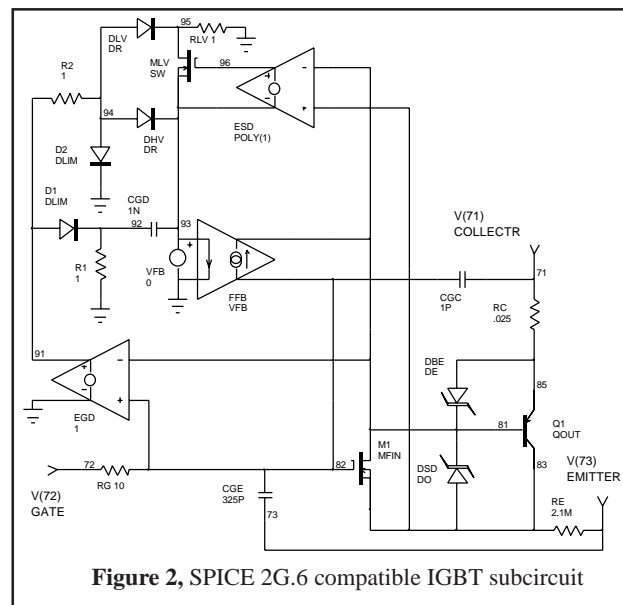 DLV
DR
95
RLV 1
R2
1
MLV
SW
96
94
DHV
DR
ESD
POLY(1)
D2
DLIM
D1
DLIM
CGD
1N
92
93
V(71)
COLLECTR
R1
1
VFB
0
FFB
VFB
CGC
1P
71
RC
.025
91
DBE
DE
85
EGD
1
81
Q1
QOUT
M1
MFIN
72
82
DSD
DO
83
V(73)
EMITTER
V(72)
GATE
RG 10
CGE
325P
73
RE
2.1M
Figure 2, SPICE 2G.6 compatible IGBT subcircuit